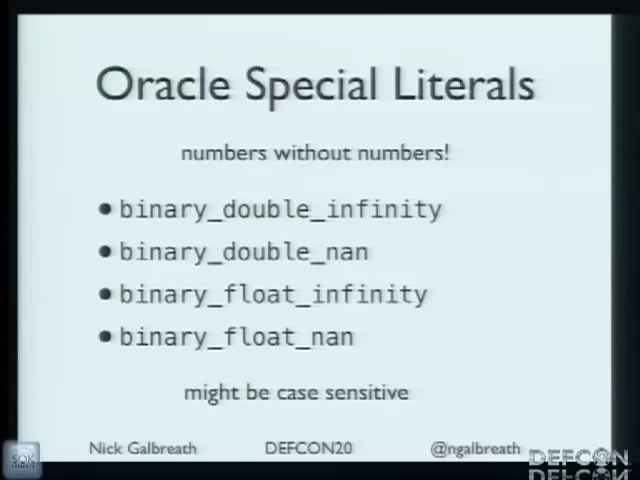 Oracle Special Literals
numbers without numbers!
• binary_double_infinity
• binary_double_nan
• binary_float_infinity
• binary_float_nan
might be case sensitive
Nick Galbreath DEFCON20 @ngalbreath
DEFCON